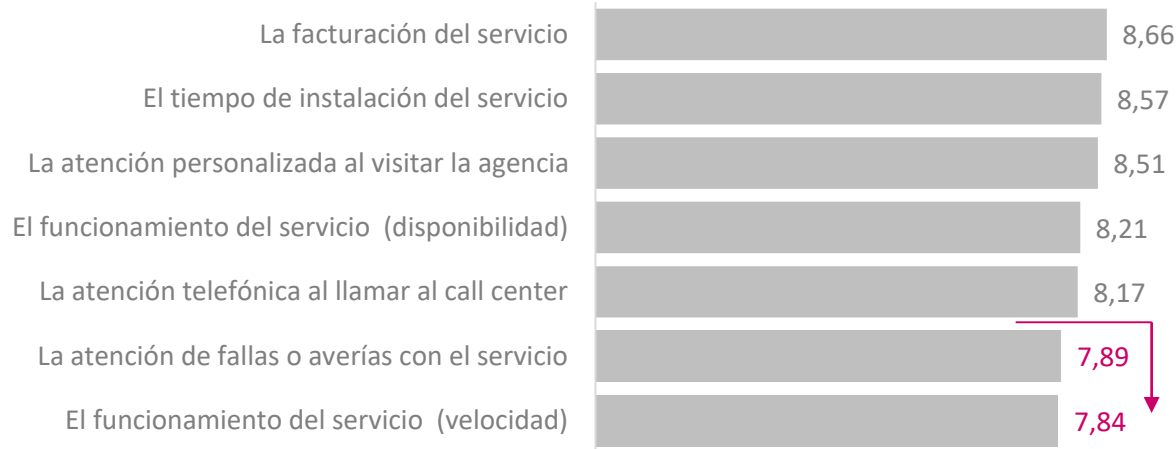 La facturación del servicio 8,66
El tiempo de instalación del servicio 8,57
La atención personalizada al visitar la agencia 8,51
El funcionamiento del servicio (disponibilidad) 8,21
La atención telefónica al llamar al call center 8,17
La atención de fallas o averías con el servicio 7,89
El funcionamiento del servicio (velocidad) 7,84